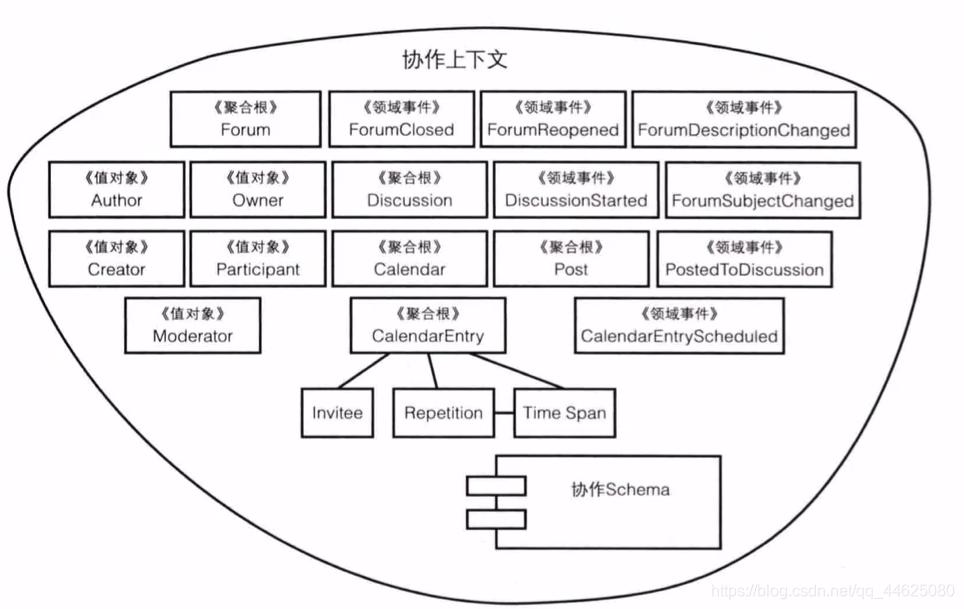 协作上下文
《聚合根》
Forum
《领域事件》
ForumClosed
《领域事件》
ForumReopened
《领域事件》
ForumDescriptionChanged
《值对象》
Author
《值对象》
Owner
《聚合根》
Discussion
《领域事件》
DiscussionStarted
《领域事件》
ForumSubjectChanged
《值对象》
Creator
《值对象》
Participant
《聚合根》
Calendar
《聚合根》
Post
《领域事件》
PostedToDiscussion
《值对象》
Moderator
《聚合根》
CalendarEntry
《领域事件》
CalendarEntryScheduled
Invitee
Repetition
Time Span
协作Schema
https://blog.csdn.net/qq_44625080